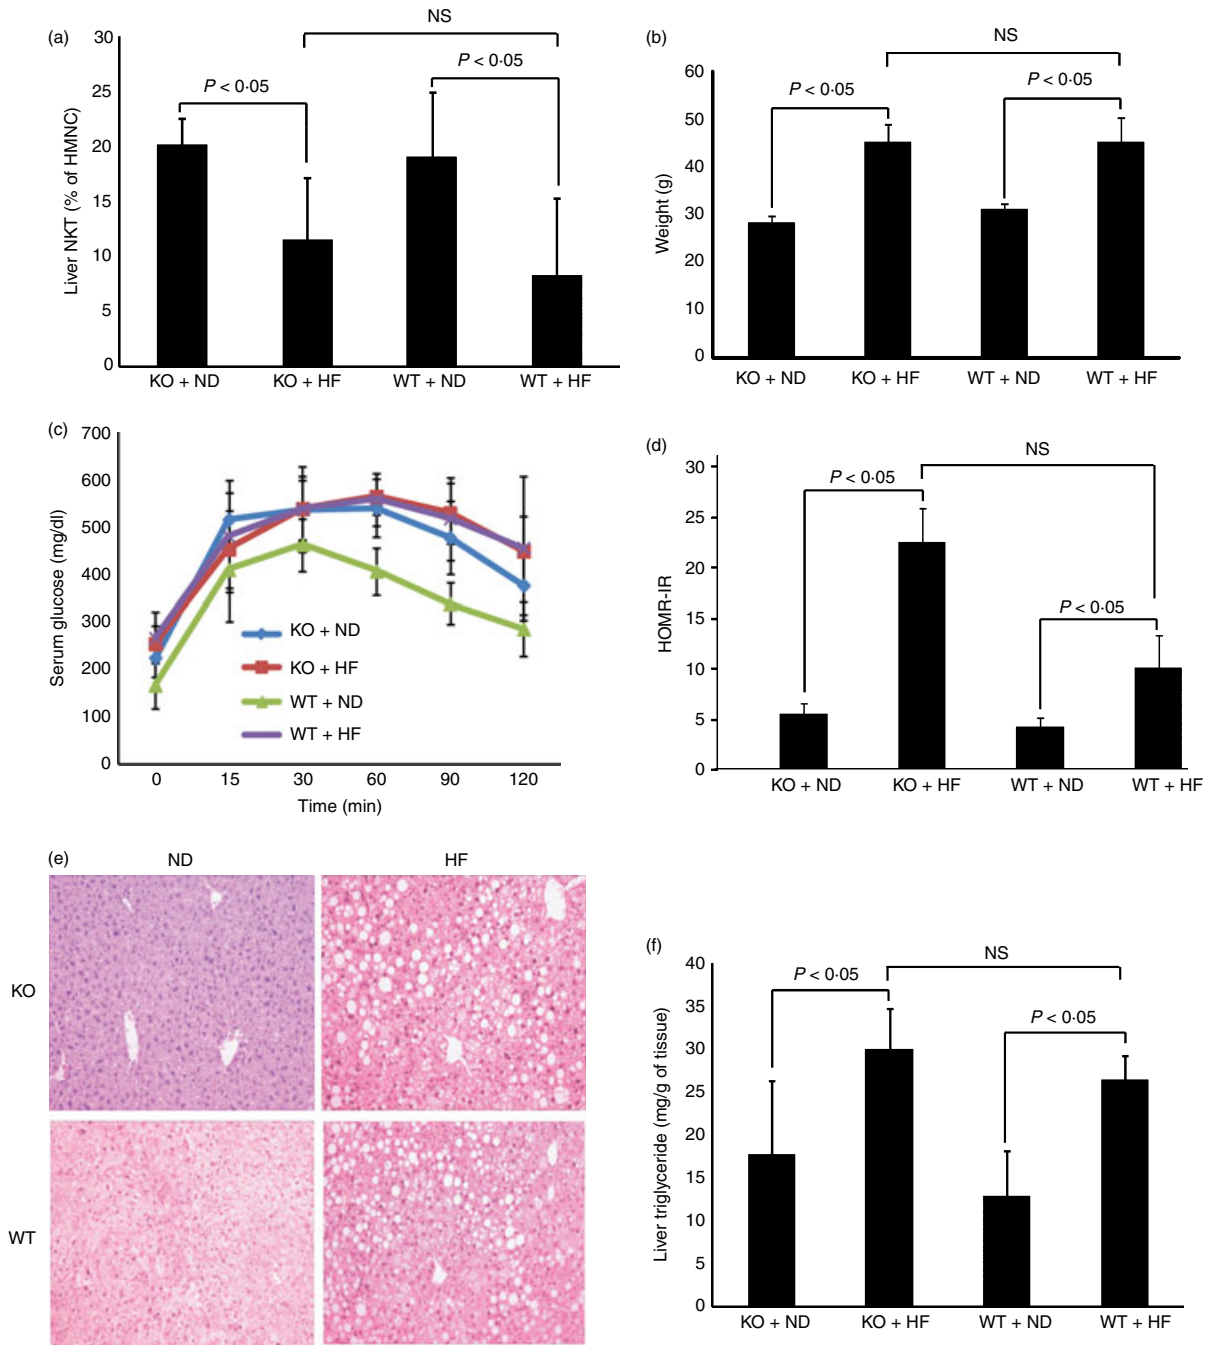 (a)
NS
P < 0·05
P < 0·05
Liver NKT (% of HMNC)
30
25
20
15
10
5
0
KO + ND
KO + HF
WT + ND
WT + HF
(b)
NS
P < 0·05
P < 0·05
Weight (g)
60
50
40
30
20
10
0
KO + ND
KO + HF
WT + ND
WT + HF
(c)
Serum glucose (mg/dl)
700
600
500
400
300
200
100
0
KO + ND
KO + HF
WT + ND
WT + HF
0
15
30
60
90
120
Time (min)
(d)
NS
P < 0·05
P < 0·05
HOMR-IR
30
25
20
15
10
5
0
KO + ND
KO + HF
WT + ND
WT + HF
(e)
ND
HF
KO
WT
(f)
NS
P < 0·05
P < 0·05
Liver triglyceride (mg/g of tissue)
40
35
30
25
20
15
10
5
0
KO + ND
KO + HF
WT + ND
WT + HF